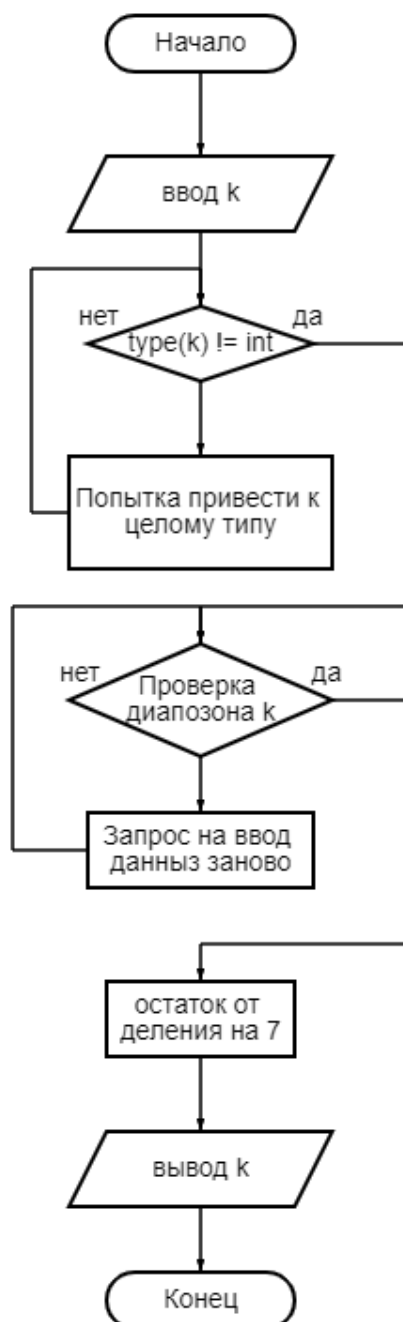 Начало
ввод k
нет
да
type(k) != int
Попытка привести к
целому типу
нет
да
Проверка
диапозона k
Запрос на ввод
данныз заново
остаток от
деления на 7
вывод k
Конец